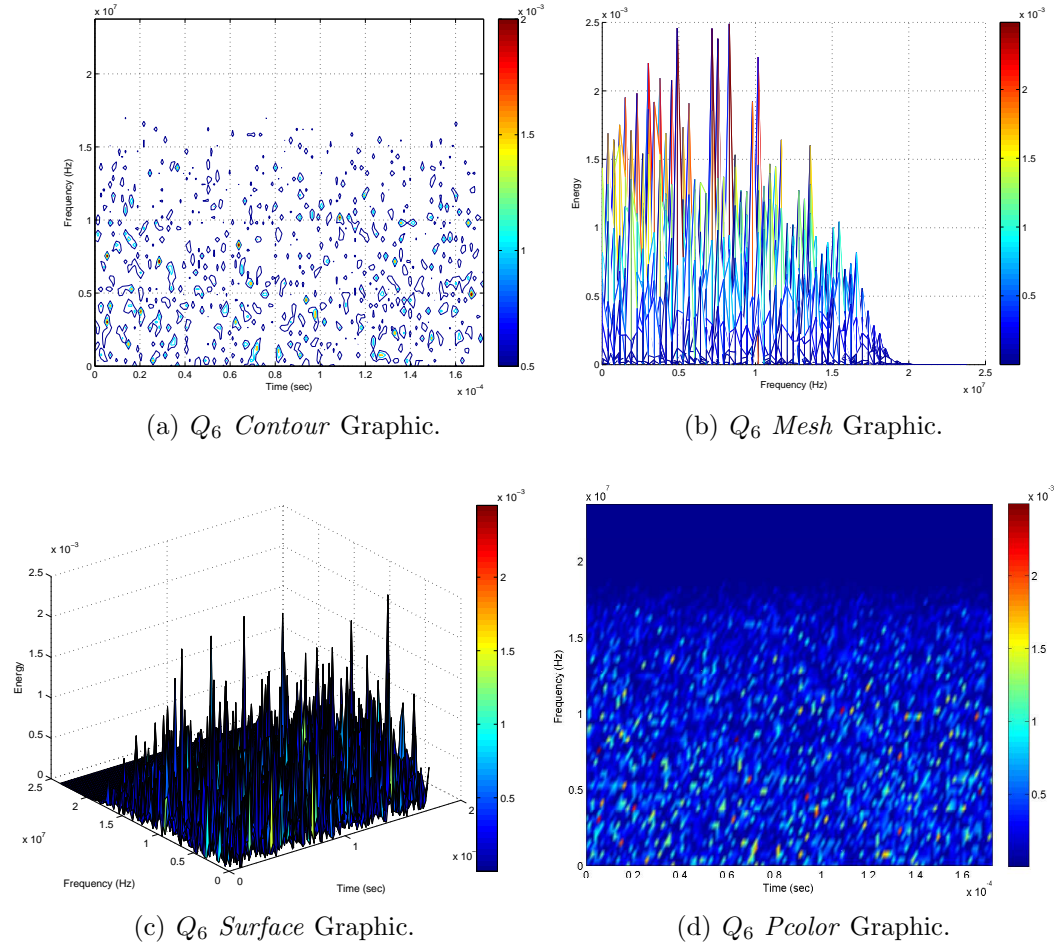 x 10^7
2
1.5
1
0.5
0
Frequency (Hz)
0 0.2 0.4 0.6 0.8 1 1.2 1.4 1.6
Time (sec)
x 10^-4
x 10^-3
2
1.5
1
0.5
(a) Q6 Contour Graphic.
x 10^-3
2.5
2
1.5
1
0.5
0
Energy
0 0.5 1 1.5 2 2.5
Frequency (Hz)
x 10^7
x 10^-3
2
1.5
1
0.5
0
(b) Q6 Mesh Graphic.
x 10^-3
2.5
2
1.5
1
0.5
0
Energy
2.5 2 1.5 1 0.5 0
x 10^7
Frequency (Hz)
0 1 2
Time (sec)
x 10^-
x 10^-3
2
1.5
1
0.5
(c) Q6 Surface Graphic.
x 10^7
2
1.5
1
0.5
0
Frequency (Hz)
0 0.2 0.4 0.6 0.8 1 1.2 1.4 1.6
Time (sec)
x 10^-4
x 10^-3
2
1.5
1
0.5
(d) Q6 Pcolor Graphic.